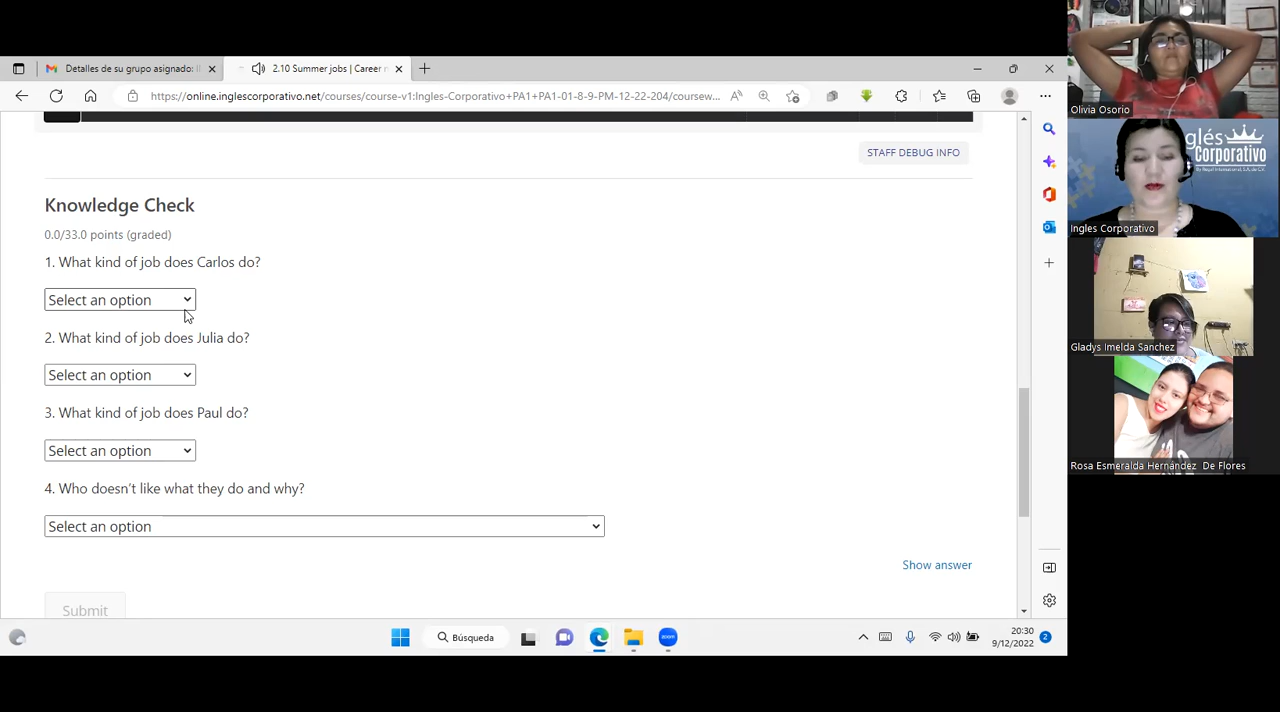 Detalles de su grupo asignado: I
2.10 Summer jobs | Career n
https://online.inglescorporativo.net/courses/course-v1:Ingles-Corporativo+PA1+PA1-01-8-9-PM-12-22-204/coursew...
STAFF DEBUG INFO
Knowledge Check
0.0/33.0 points (graded)
1. What kind of job does Carlos do?
Select an option
2. What kind of job does Julia do?
Select an option
3. What kind of job does Paul do?
Select an option
4. Who doesn't like what they do and why?
Select an option
Show answer
Submit
Búsqueda
zoom
20:30
9/12/2022
2
Olivia Osorio
glés
Corporativo
Ingles Corporativo
Gladys Imelda Sanchez
Rosa Esmeralda Hernández De Flores